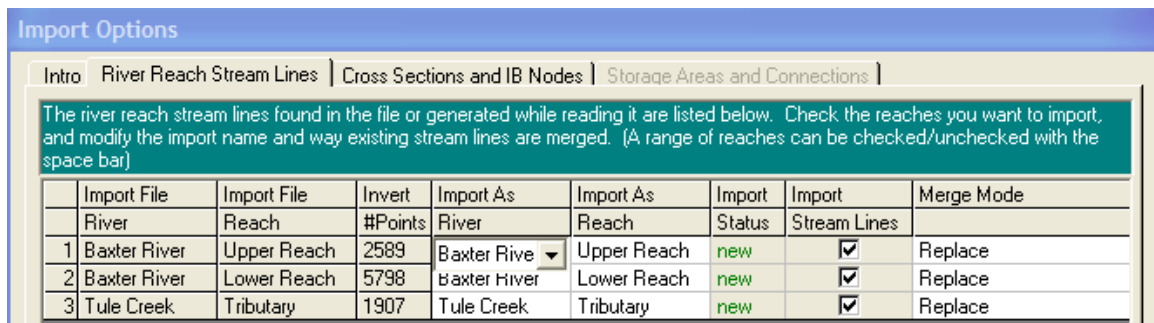 Import Options
Intro River Reach Stream Lines Cross Sections and IB Nodes Storage Areas and Connections
The river reach stream lines found in the file or generated while reading it are listed below. Check the reaches you want to import,
and modify the import name and way existing stream lines are merged. (A range of reaches can be checked/unchecked with the
space bar)
Import File Import File Invert Import As Import As Import Import Merge Mode
River Reach #Points River Reach Status Stream Lines
1 Baxter River Upper Reach 2589 Baxter Rive Upper Reach new Replace
2 Baxter River Lower Reach 5798 Baxter River Lower Reach new Replace
3 Tule Creek Tributary 1907 Tule Creek Tributary new Replace